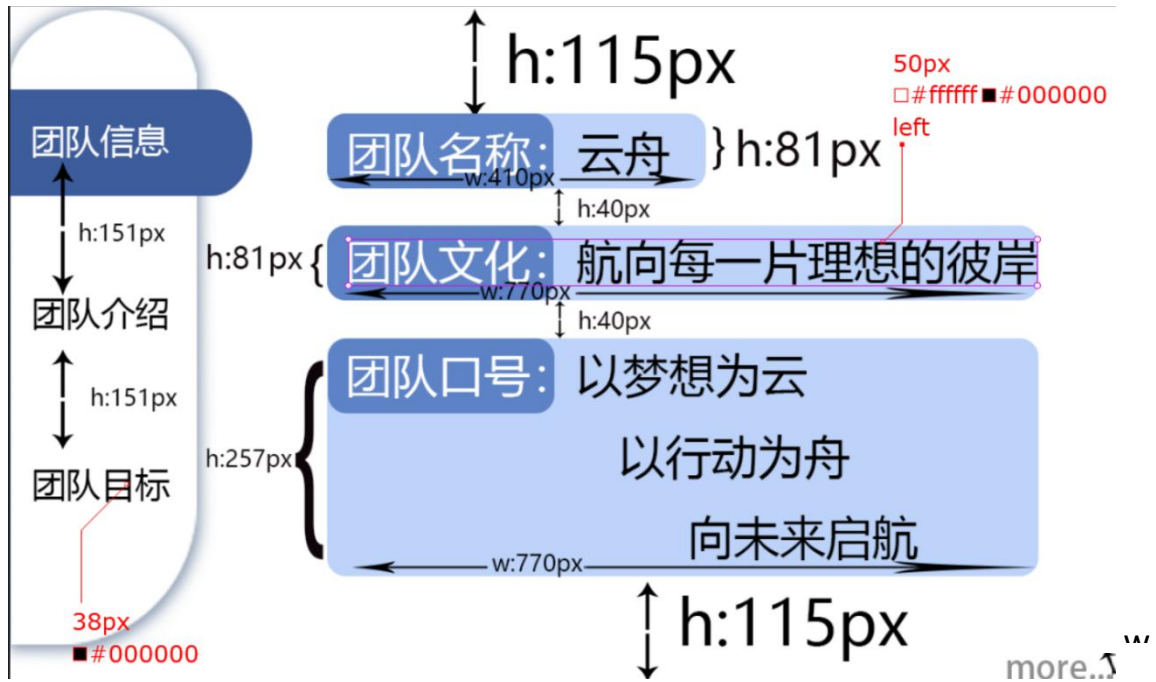 h:115px
50px
#ffffff #000000
left
团队信息
团队名称： 云舟
h:81px
w:410px
h:40px
h:151px
h:81px
团队文化： 航向每一片理想的彼岸
w:770px
团队介绍
h:40px
团队口号： 以梦想为云
h:151px
以行动为舟
h:257px
团队目标
向未来启航
w:770px
38px
#000000
h:115px
more...